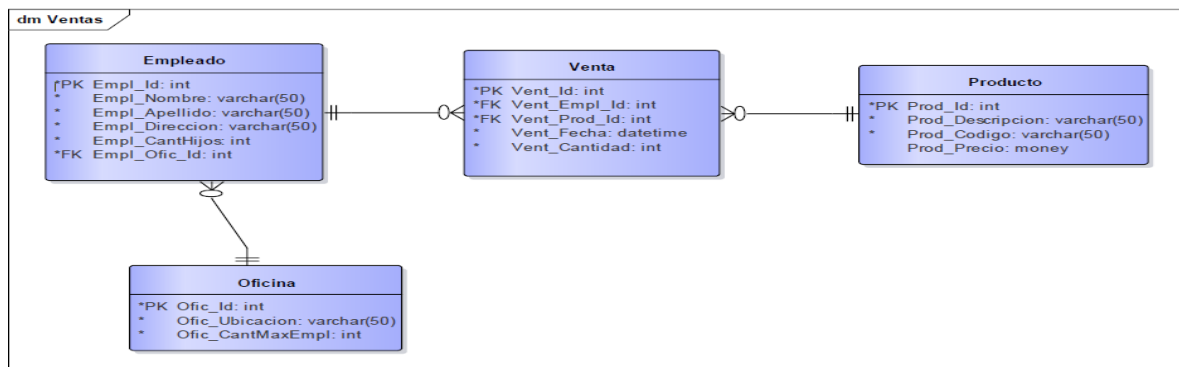 dm Ventas
Empleado
*PK Empl_Id: int
* Empl_Nombre: varchar(50)
* Empl_Apellido: varchar(50)
* Empl_Direccion: varchar(50)
* Empl_CantHijos: int
*FK Empl_Ofic_Id: int
Venta
*PK Vent_Id: int
*FK Vent_Empl_Id: int
*FK Vent_Prod_Id: int
* Vent_Fecha: datetime
* Vent_Cantidad: int
Producto
*PK Prod_Id: int
* Prod_Descripcion: varchar(50)
* Prod_Codigo: varchar(50)
Prod_Precio: money
Oficina
*PK Ofic_Id: int
* Ofic_Ubicacion: varchar(50)
* Ofic_CantMaxEmpl: int